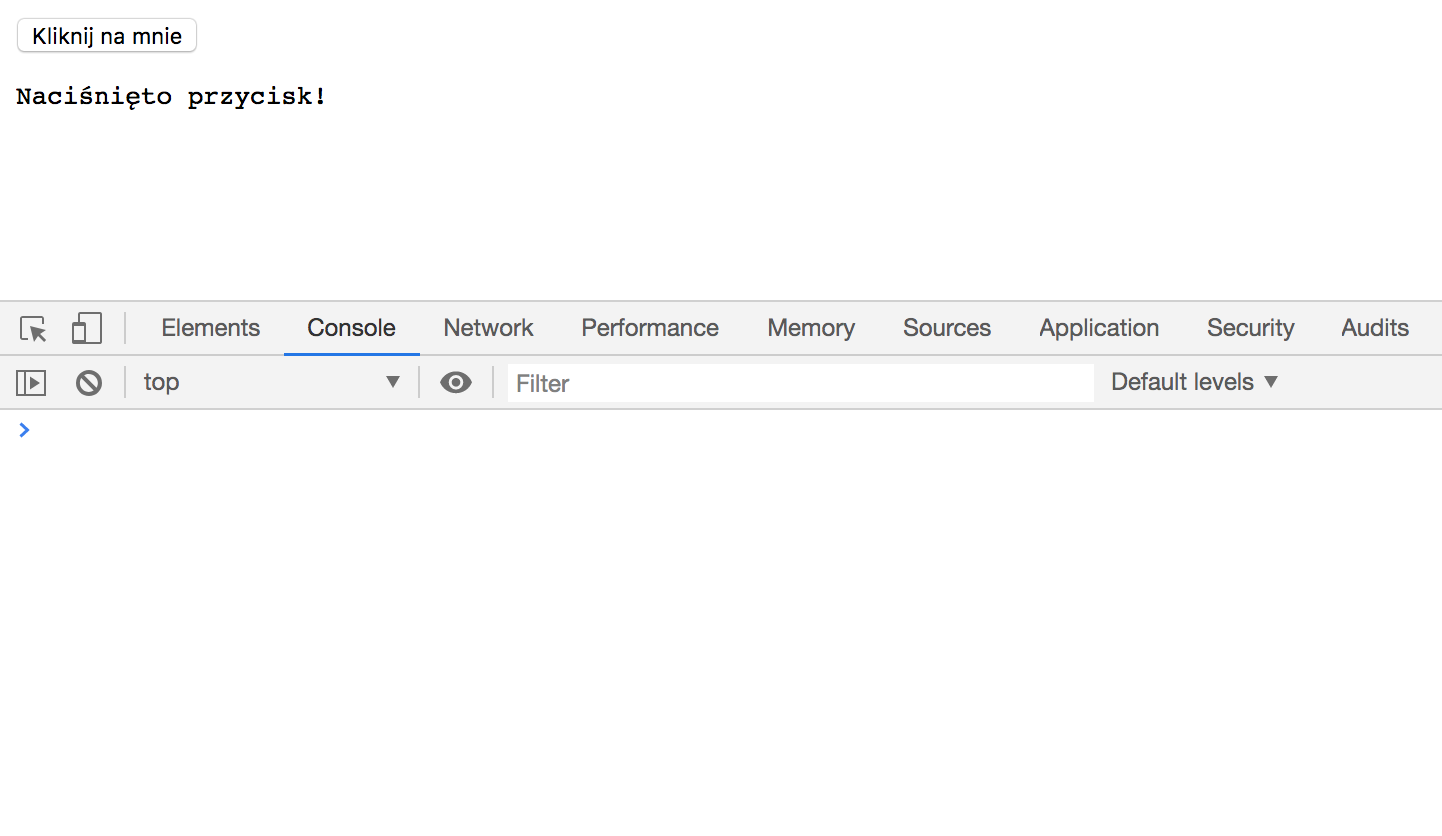 Kliknij na mnie
Naciśnięto przycisk!
Elements Console Network Performance Memory Sources Application Security Audits
top Filter Default levels